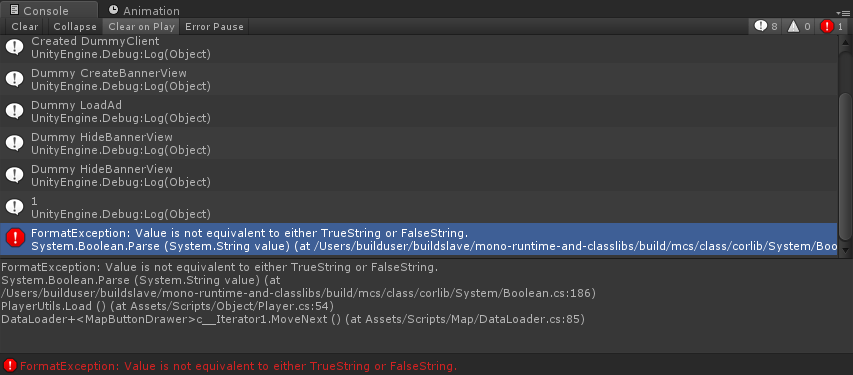 Console Animation
Clear Collapse Clear on Play Error Pause 8 0 1
Created DummyClient
UnityEngine.Debug:Log(Object)
Dummy CreateBannerView
UnityEngine.Debug:Log(Object)
Dummy LoadAd
UnityEngine.Debug:Log(Object)
Dummy HideBannerView
UnityEngine.Debug:Log(Object)
Dummy HideBannerView
UnityEngine.Debug:Log(Object)
1
UnityEngine.Debug:Log(Object)
FormatException: Value is not equivalent to either TrueString or FalseString.
System.Boolean.Parse (System.String value) (at /Users/builduser/buildslave/mono-runtime-and-classlibs/build/mcs/class/corlib/System/Boo
FormatException: Value is not equivalent to either TrueString or FalseString.
System.Boolean.Parse (System.String value) (at
/Users/builduser/buildslave/mono-runtime-and-classlibs/build/mcs/class/corlib/System/Boolean.cs:186)
PlayerUtils.Load () (at Assets/Scripts/Object/Player.cs:54)
DataLoader+<MapButtonDrawer>c__Iterator1.MoveNext () (at Assets/Scripts/Map/DataLoader.cs:85)
FormatException: Value is not equivalent to either TrueString or FalseString.